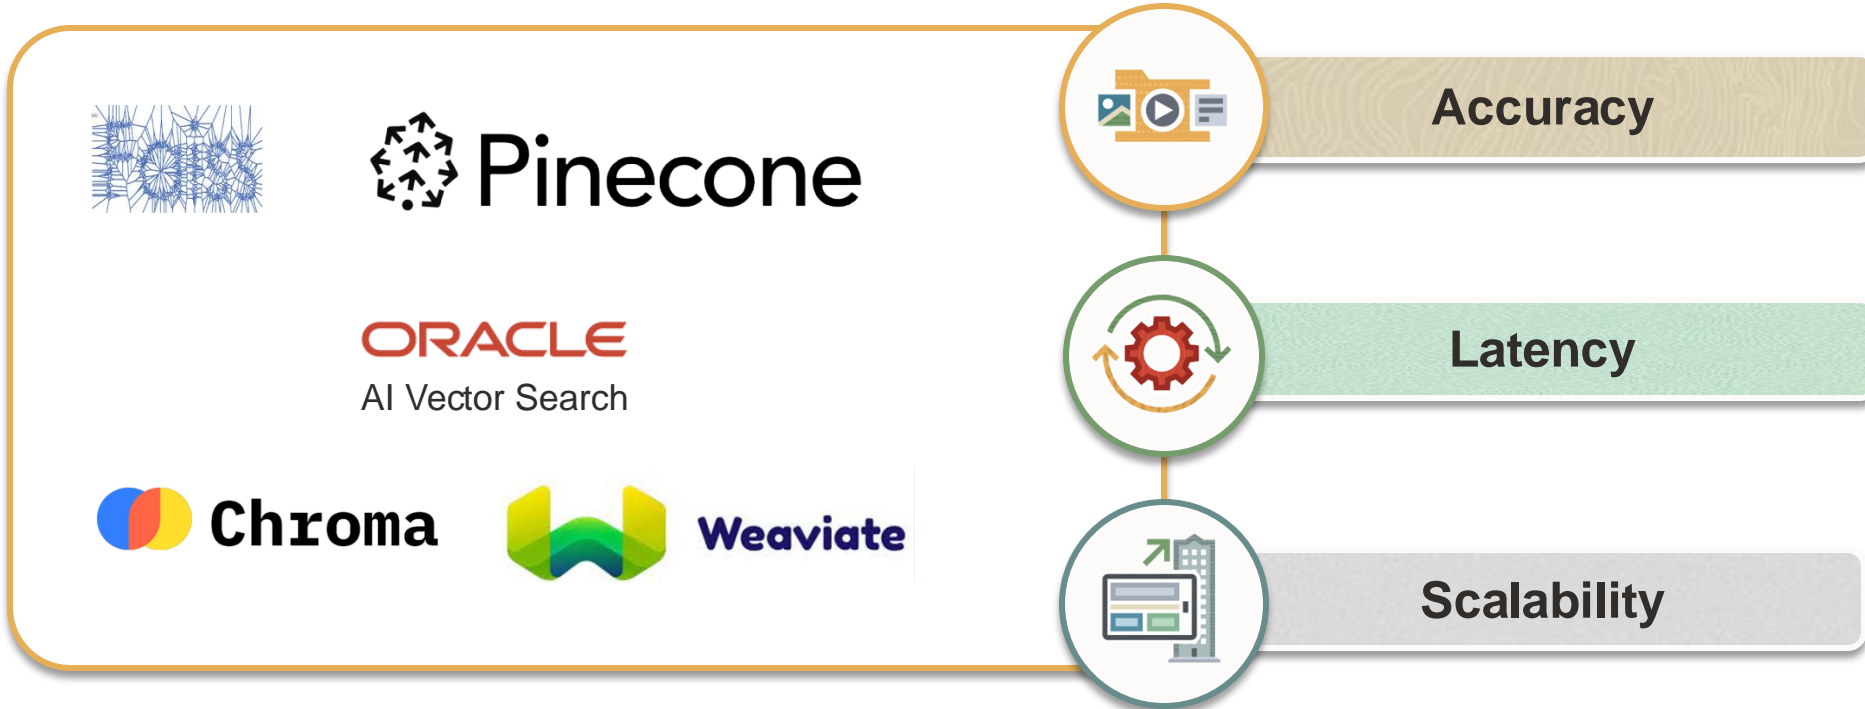 Faiss
Pinecone
ORACLE
AI Vector Search
Chroma
Weaviate
Accuracy
Latency
Scalability